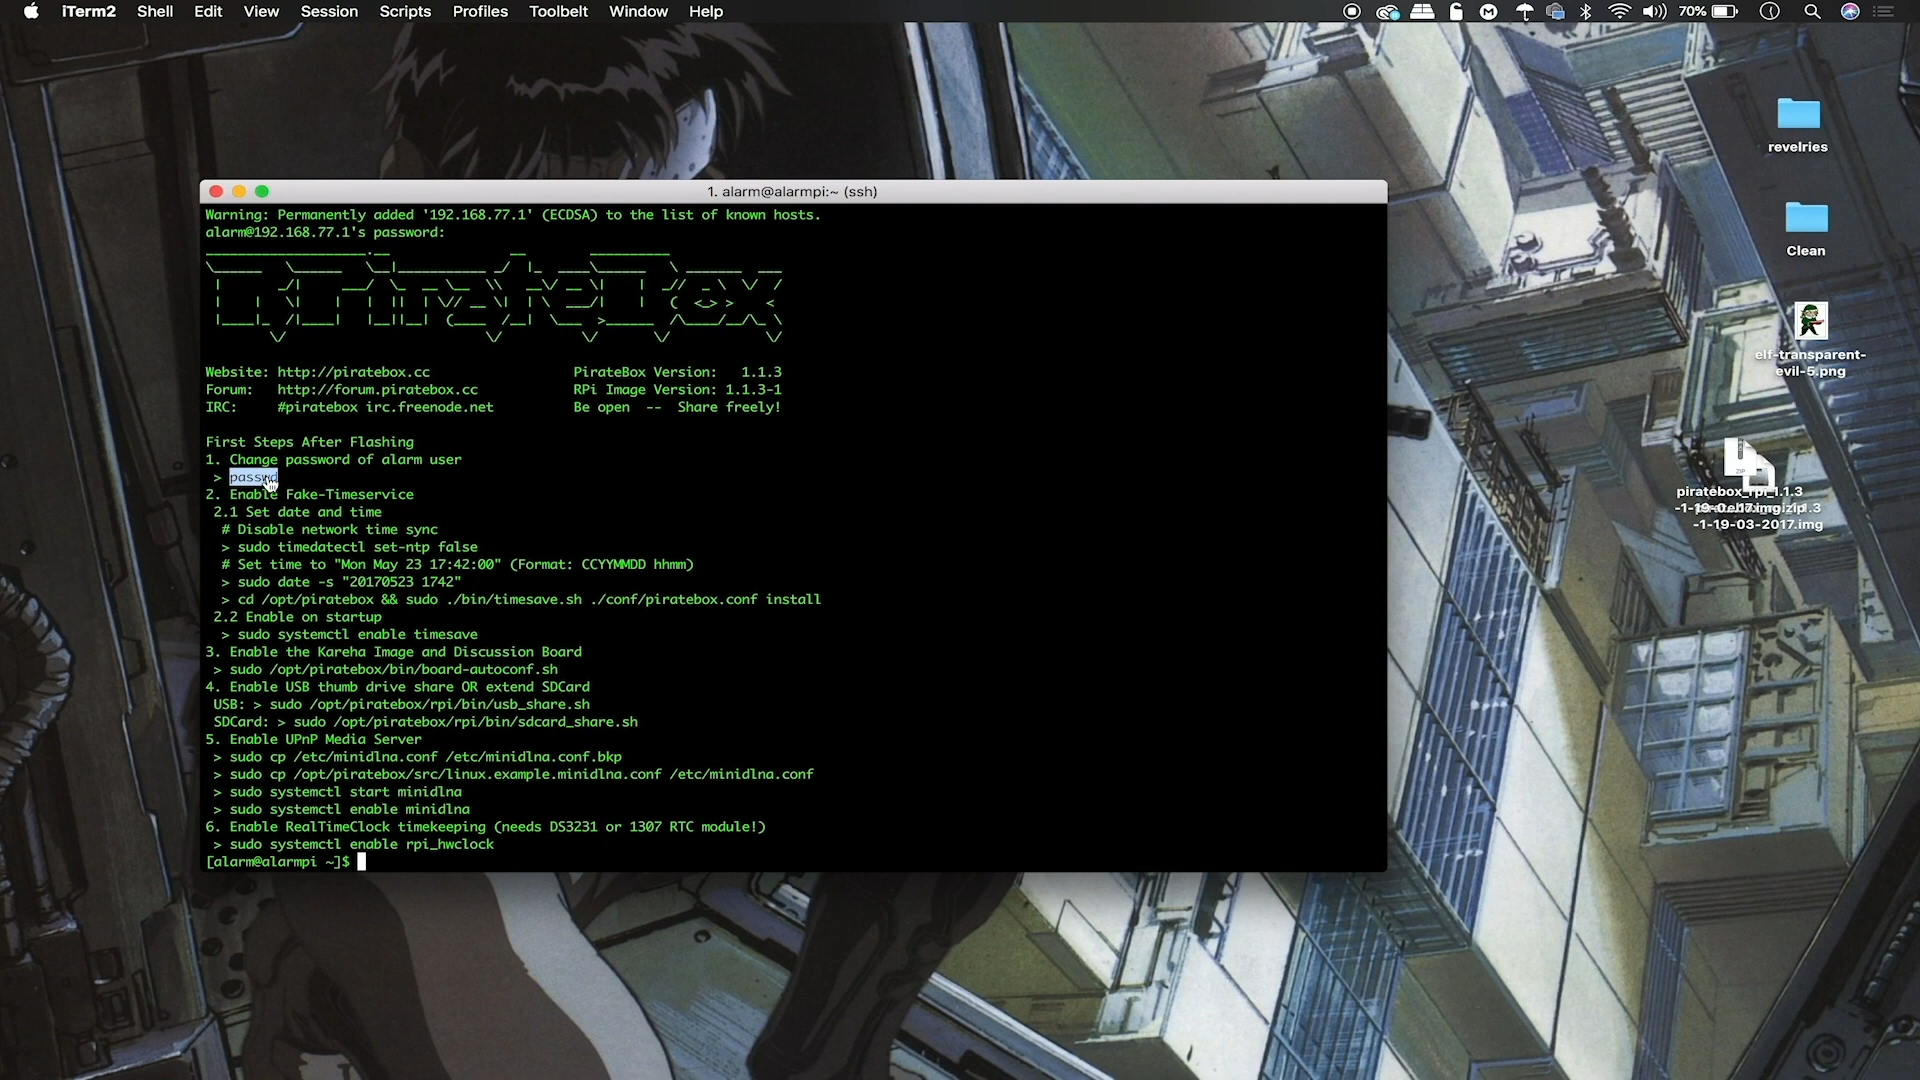 iTerm2 Shell Edit View Session Scripts Profiles Toolbelt Window Help 70%
revelries
Clean
elf-transparent-
evil-5.png
piratebox_rpi_1.1.3
-1-19-03-2017.img
1. alarm@alarmpi:~ (ssh)
Warning: Permanently added '192.168.77.1' (ECDSA) to the list of known hosts.
alarm@192.168.77.1's password:
PirateBox
Website: http://piratebox.cc PirateBox Version: 1.1.3
Forum: http://forum.piratebox.cc RPi Image Version: 1.1.3-1
IRC: #piratebox irc.freenode.net Be open -- Share freely!
First Steps After Flashing
1. Change password of alarm user
> passwd
2. Enable Fake-Timeservice
2.1 Set date and time
# Disable network time sync
> sudo timedatectl set-ntp false
# Set time to "Mon May 23 17:42:00" (Format: CCYYMMDD hhmm)
> sudo date -s "20170523 1742"
> cd /opt/piratebox && sudo ./bin/timesave.sh ./conf/piratebox.conf install
2.2 Enable on startup
> sudo systemctl enable timesave
3. Enable the Kareha Image and Discussion Board
> sudo /opt/piratebox/bin/board-autoconf.sh
4. Enable USB thumb drive share OR extend SDCard
USB: > sudo /opt/piratebox/rpi/bin/usb_share.sh
SDCard: > sudo /opt/piratebox/rpi/bin/sdcard_share.sh
5. Enable UPnP Media Server
> sudo cp /etc/minidlna.conf /etc/minidlna.conf.bkp
> sudo cp /opt/piratebox/src/linux.example.minidlna.conf /etc/minidlna.conf
> sudo systemctl start minidlna
> sudo systemctl enable minidlna
6. Enable RealTimeClock timekeeping (needs DS3231 or 1307 RTC module!)
> sudo systemctl enable rpi_hwclock
[alarm@alarmpi ~]$